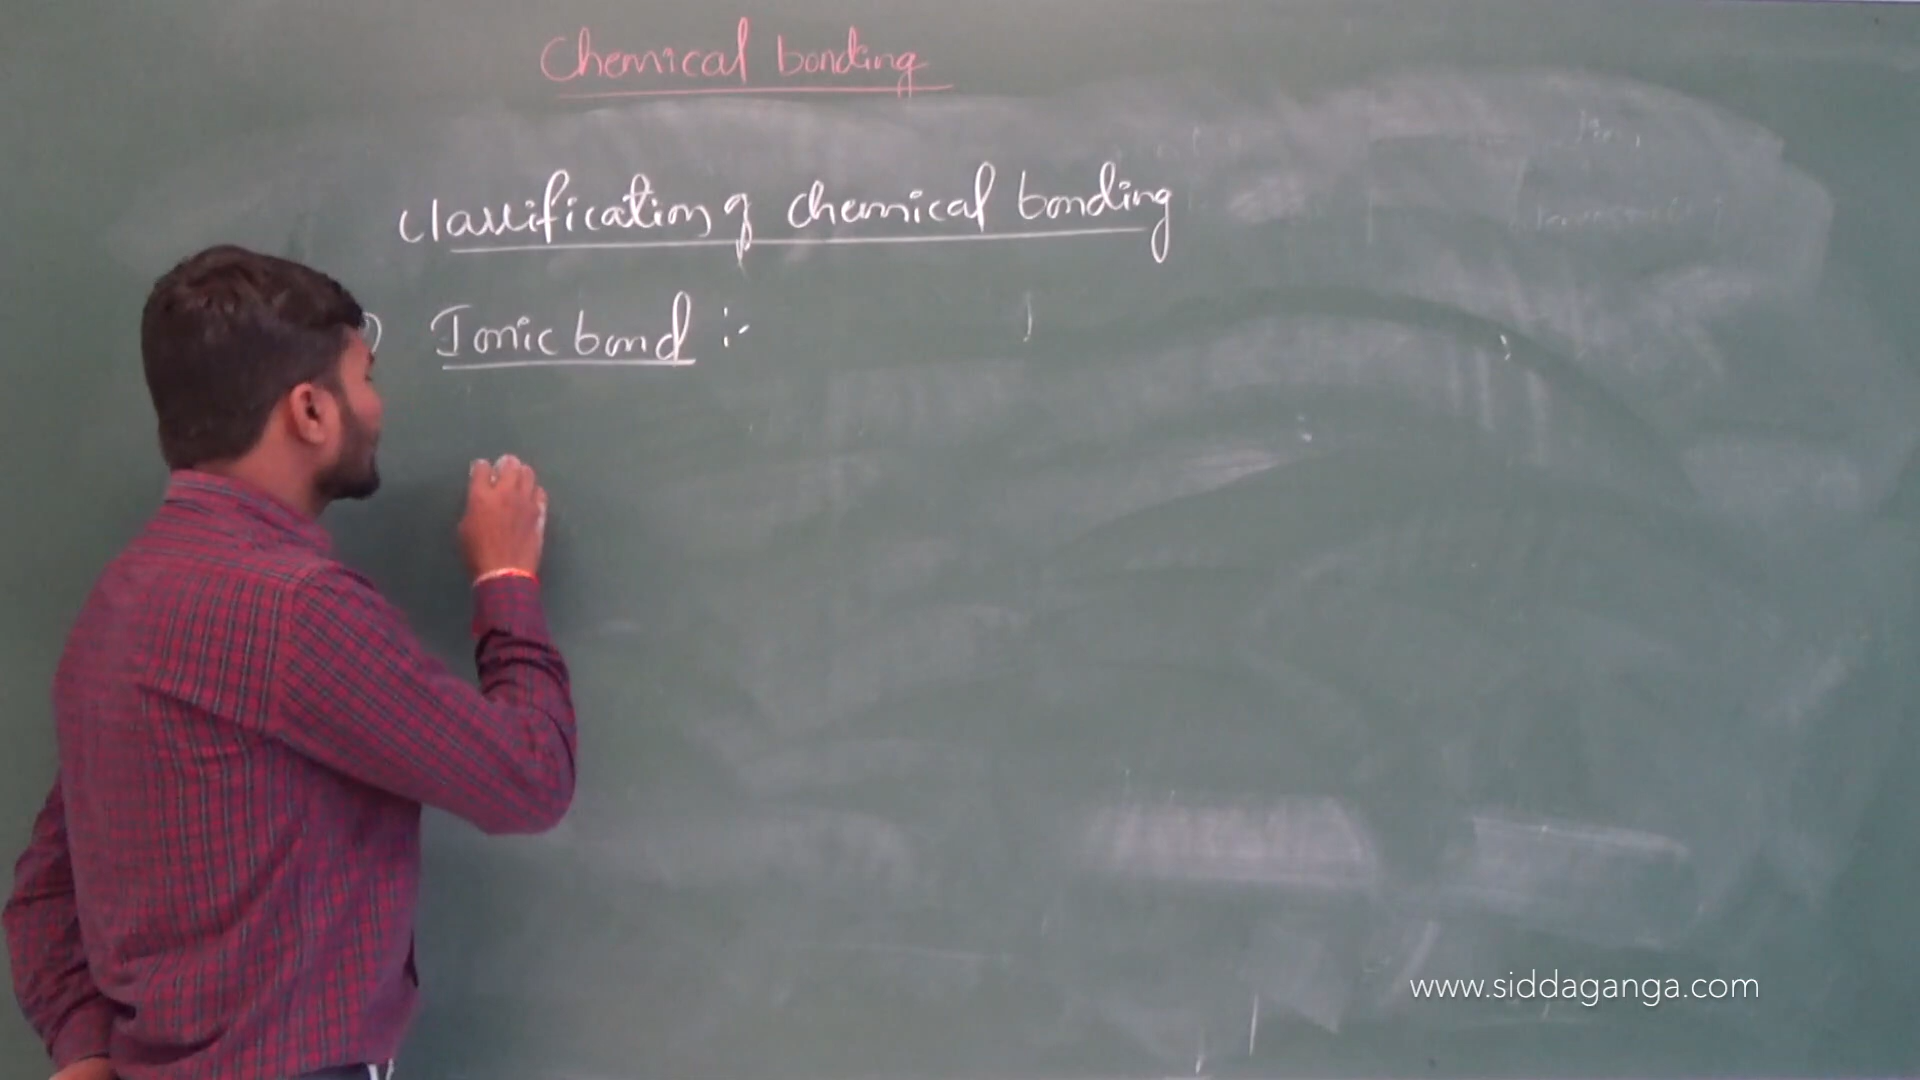 Chemical bonding
Classification of chemical bonding
) Ionic bond :-
www.siddaganga.com